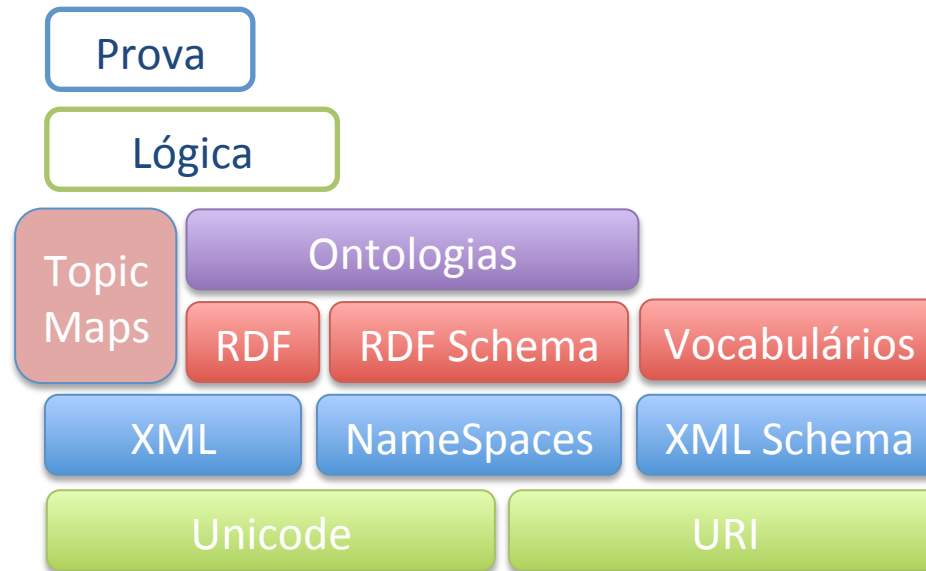 Prova
Lógica
Topic
Maps
Ontologias
RDF
RDF Schema
Vocabulários
XML
NameSpaces
XML Schema
Unicode
URI